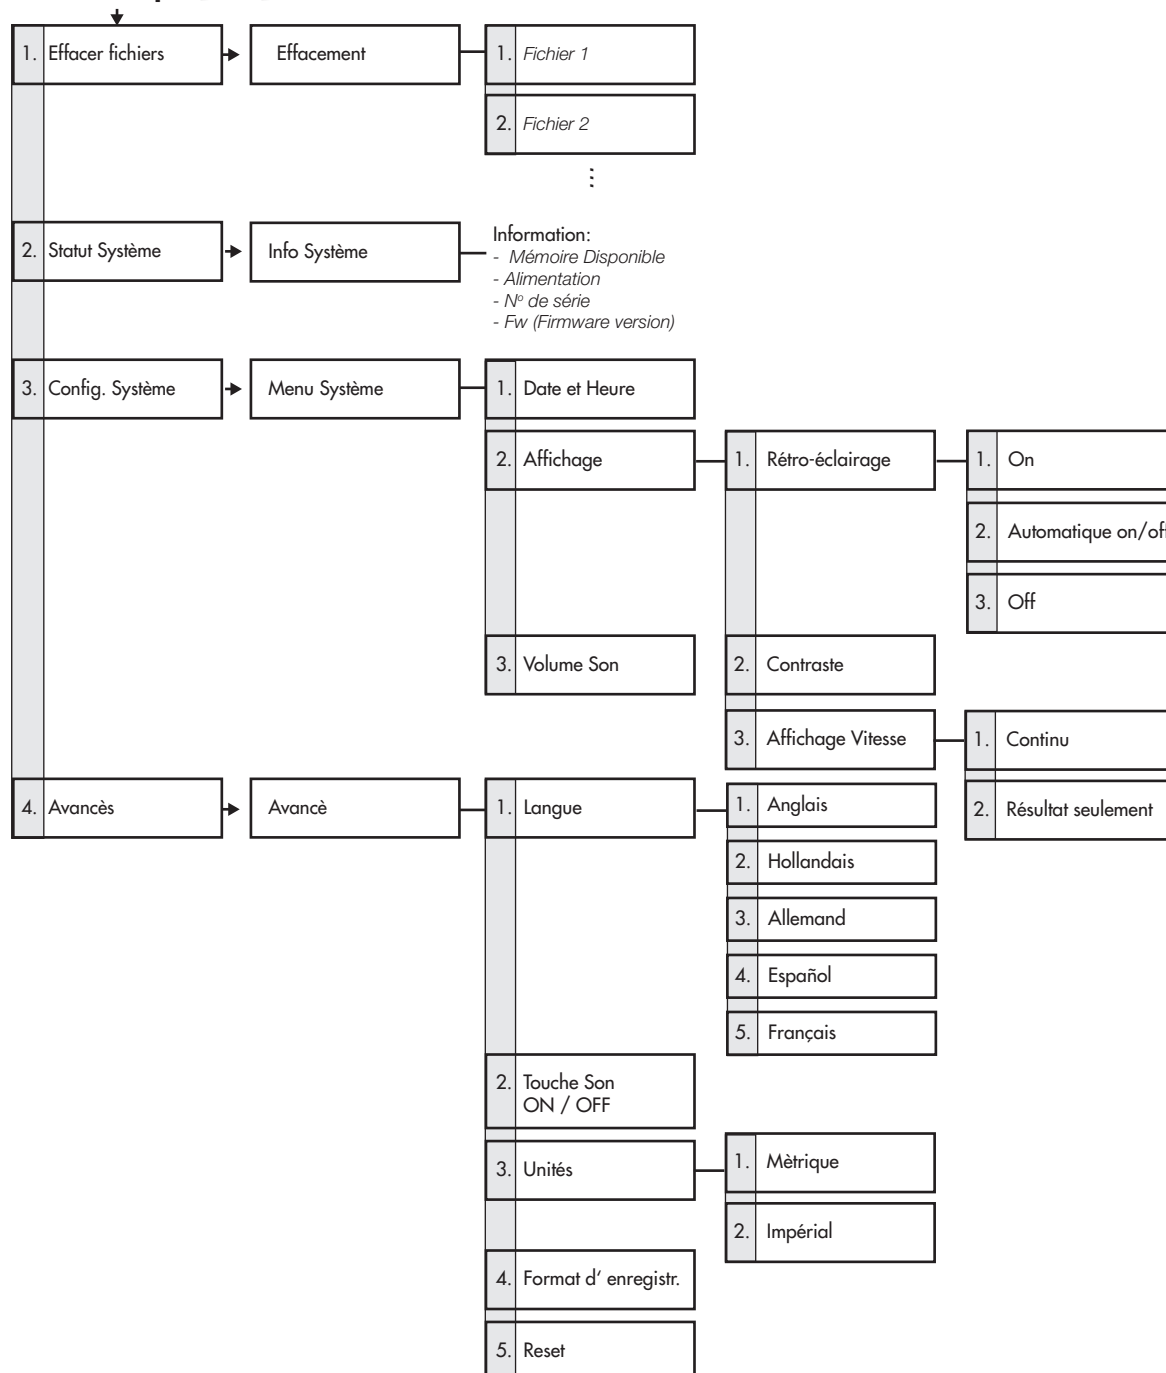 1. Effacer fichiers
Effacement
1. Fichier 1
2. Fichier 2
2. Statut Système
Info Système
Information:
- Mémoire Disponible
- Alimentation
- Nº de série
- Fw (Firmware version)
3. Config. Système
Menu Système
1. Date et Heure
2. Affichage
1. Rétro-éclairage
1. On
2. Automatique on/off
3. Off
3. Volume Son
2. Contraste
3. Affichage Vitesse
1. Continu
2. Résultat seulement
4. Avancès
Avancè
1. Langue
1. Anglais
2. Hollandais
3. Allemand
4. Español
5. Français
2. Touche Son
ON / OFF
3. Unités
1. Mètrique
2. Impérial
4. Format d' enregistr.
5. Reset